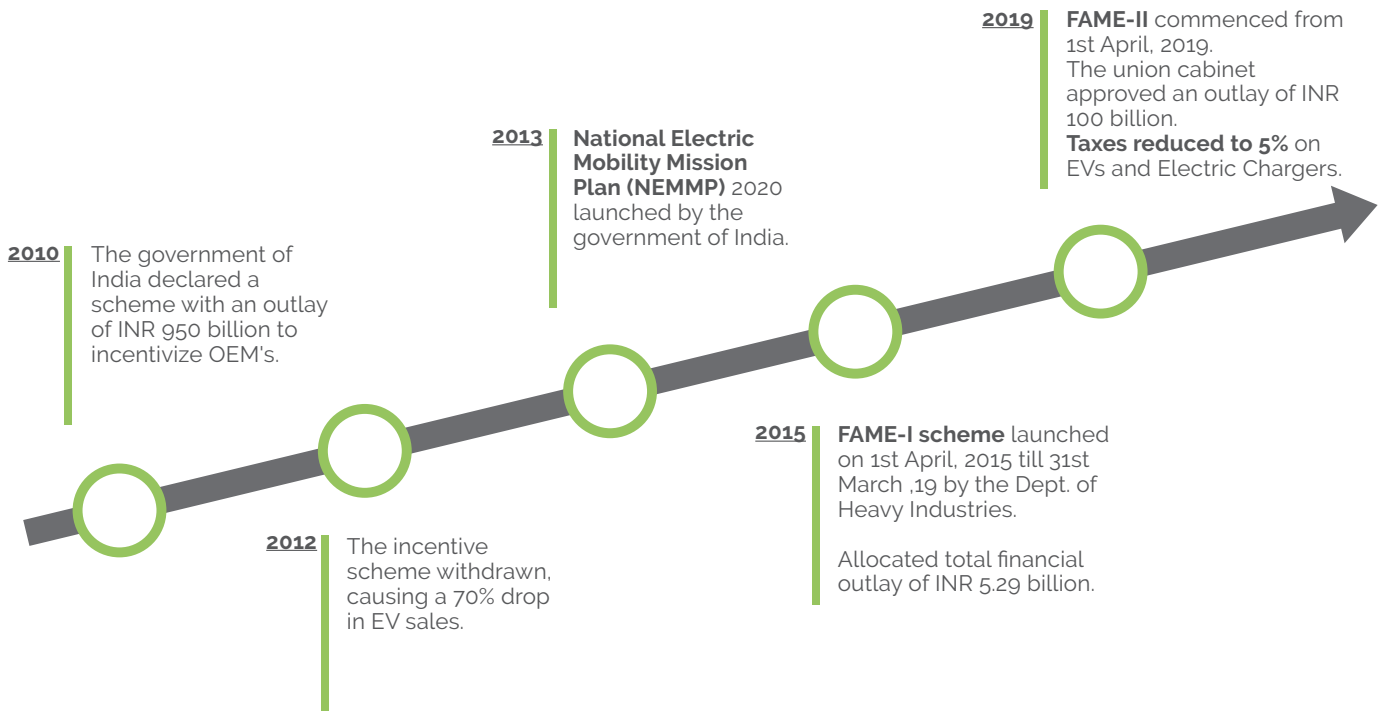 2010
The government of
India declared a
scheme with an outlay
of INR 950 billion to
incentivize OEM's.
2012
The incentive
scheme withdrawn,
causing a 70% drop
in EV sales.
2013
National Electric
Mobility Mission
Plan (NEMMP) 2020
launched by the
government of India.
2015
FAME-I scheme launched
on 1st April, 2015 till 31st
March ,19 by the Dept. of
Heavy Industries.
Allocated total financial
outlay of INR 5.29 billion.
2019
FAME-II commenced from
1st April, 2019.
The union cabinet
approved an outlay of INR
100 billion.
Taxes reduced to 5% on
EVs and Electric Chargers.